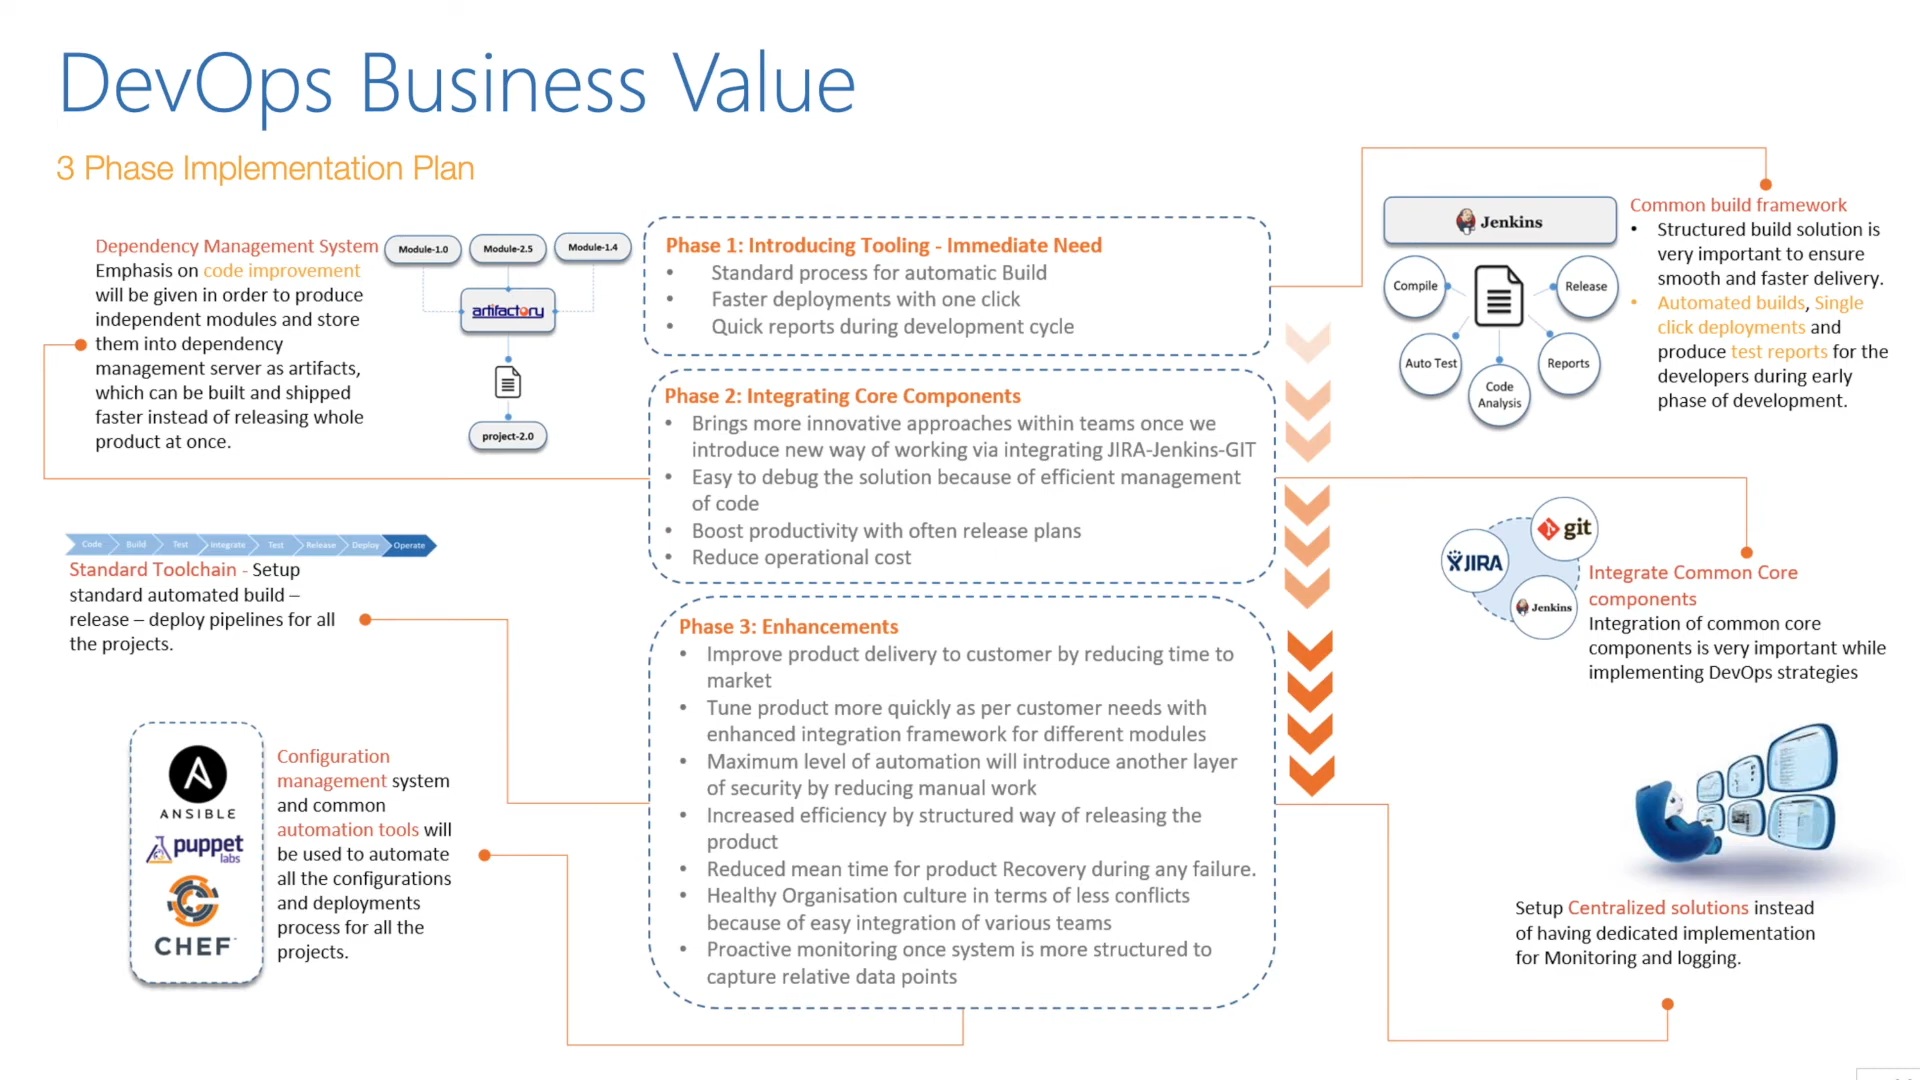 DevOps Business Value
3 Phase Implementation Plan
Dependency Management System
Emphasis on code improvement
will be given in order to produce
independent modules and store
them into dependency
management server as artifacts,
which can be built and shipped
faster instead of releasing whole
product at once.
Module-1.0
Module-2.5
Module-1.4
artifactory
project-2.0
Phase 1: Introducing Tooling - Immediate Need
• Standard process for automatic Build
• Faster deployments with one click
• Quick reports during development cycle
Jenkins
Compile
Release
Auto Test
Reports
Code
Analysis
Common build framework
• Structured build solution is
very important to ensure
smooth and faster delivery.
• Automated builds, Single
click deployments and
produce test reports for the
developers during early
phase of development.
Phase 2: Integrating Core Components
• Brings more innovative approaches within teams once we
introduce new way of working via integrating JIRA-Jenkins-GIT
• Easy to debug the solution because of efficient management
of code
• Boost productivity with often release plans
• Reduce operational cost
git
JIRA
Jenkins
Integrate Common Core
components
Integration of common core
components is very important while
implementing DevOps strategies
Code
Build
Test
Integrate
Test
Release
Deploy
Operate
Standard Toolchain - Setup
standard automated build –
release – deploy pipelines for all
the projects.
Phase 3: Enhancements
• Improve product delivery to customer by reducing time to
market
• Tune product more quickly as per customer needs with
enhanced integration framework for different modules
• Maximum level of automation will introduce another layer
of security by reducing manual work
• Increased efficiency by structured way of releasing the
product
• Reduced mean time for product Recovery during any failure.
• Healthy Organisation culture in terms of less conflicts
because of easy integration of various teams
• Proactive monitoring once system is more structured to
capture relative data points
ANSIBLE
puppet
labs
CHEF
Configuration
management system
and common
automation tools will
be used to automate
all the configurations
and deployments
process for all the
projects.
Setup Centralized solutions instead
of having dedicated implementation
for Monitoring and logging.